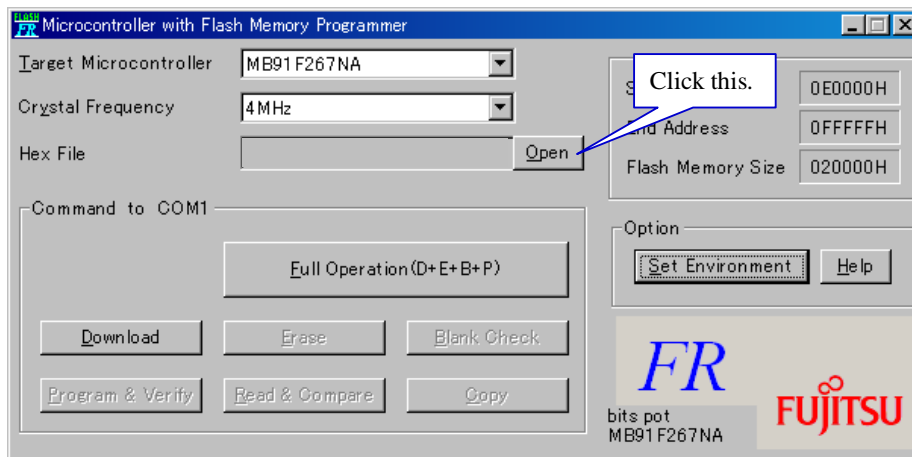 FLASH
FR
Microcontroller with Flash Memory Programmer
Target Microcontroller
MB91F267NA
Crystal Frequency
4MHz
Hex File
Open
Click this.
S
0E0000H
End Address
0FFFFFH
Flash Memory Size
020000H
Command to COM1
Full Operation(D+E+B+P)
Download
Erase
Blank Check
Program & Verify
Read & Compare
Copy
Option
Set Environment
Help
FR
FUJITSU
bits pot
MB91F267NA